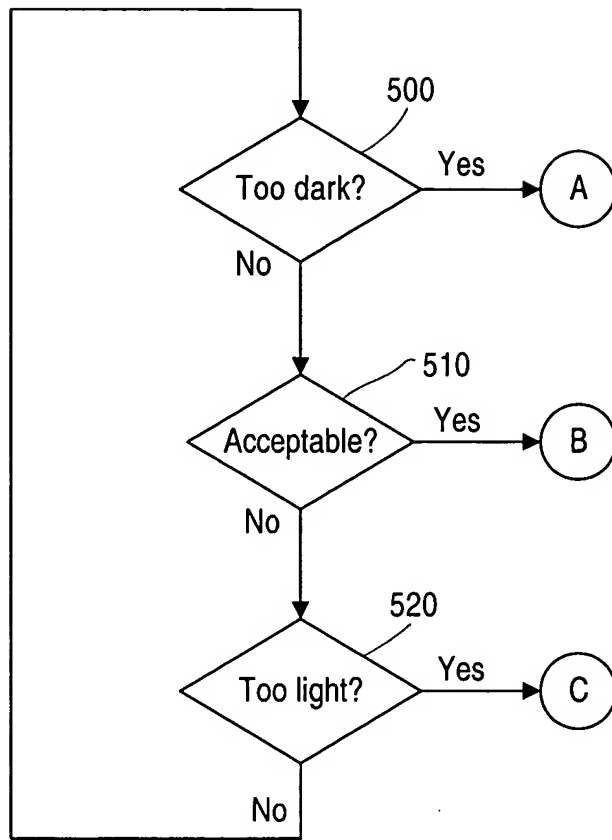 500
Too dark?
Yes
A
No
510
Acceptable?
Yes
B
No
520
Too light?
Yes
C
No